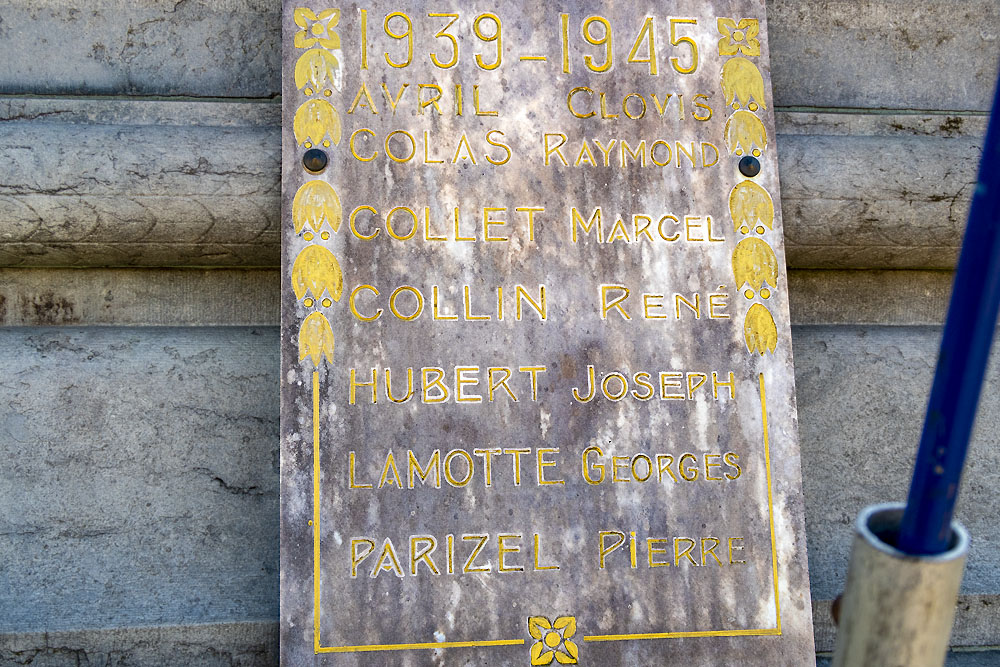 1939-1945
AVRIL CLOVIS
COLAS RAYMOND
COLLET MARCEL
COLLIN RENÉ
HUBERT JOSEPH
LAMOTTE GEORGES
PARIZEL PIERRE